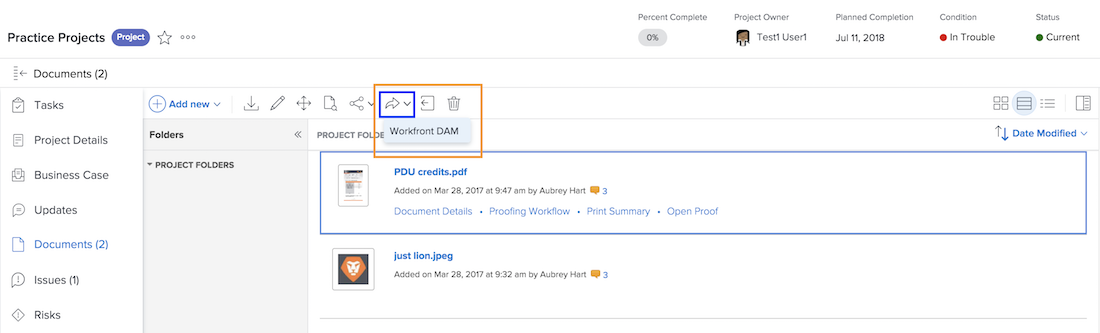 Percent Complete Project Owner Planned Completion Condition Status
Practice Projects Project 0% Test1 User1 Jul 11, 2018 In Trouble Current
Documents (2)
Tasks
Project Details
Business Case
Updates
Documents (2)
Issues (1)
Risks
Add new
Workfront DAM
Folders
PROJECT FOLDERS
PROJECT FOLDE
Date Modified
PDU credits.pdf
Added on Mar 28, 2017 at 9:47 am by Aubrey Hart 3
Document Details • Proofing Workflow • Print Summary • Open Proof
just lion.jpeg
Added on Mar 28, 2017 at 9:32 am by Aubrey Hart 3